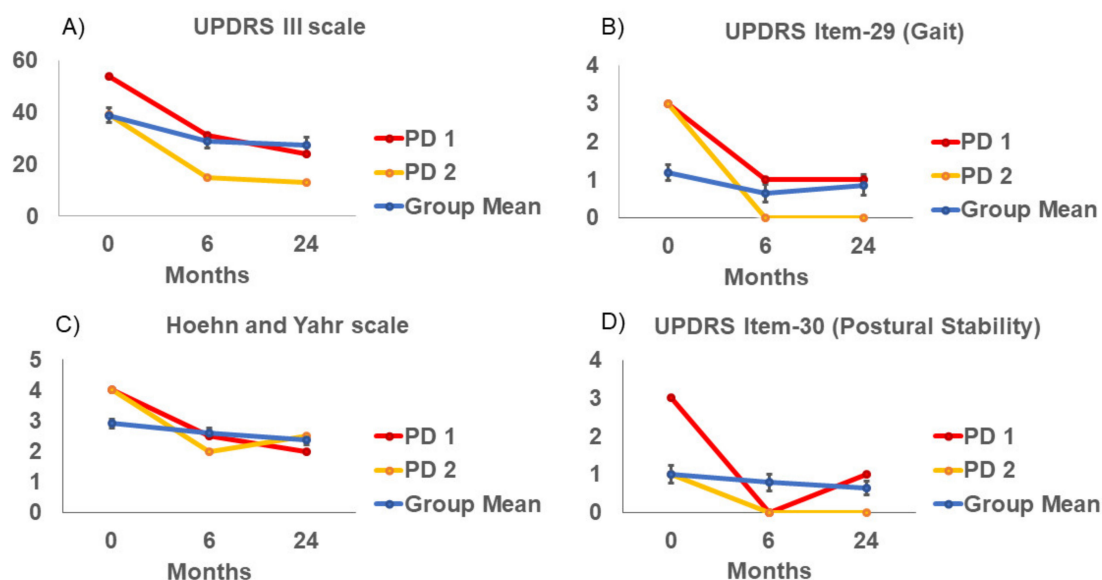 A)
UPDRS III scale
60
40
20
0
0 6 24
Months
PD 1
PD 2
Group Mean
B)
UPDRS Item-29 (Gait)
4
3
2
1
0
0 6 24
Months
PD 1
PD 2
Group Mean
C)
Hoehn and Yahr scale
5
4
3
2
1
0
0 6 24
Months
PD 1
PD 2
Group Mean
D)
UPDRS Item-30 (Postural Stability)
4
3
2
1
0
0 6 24
Months
PD 1
PD 2
Group Mean